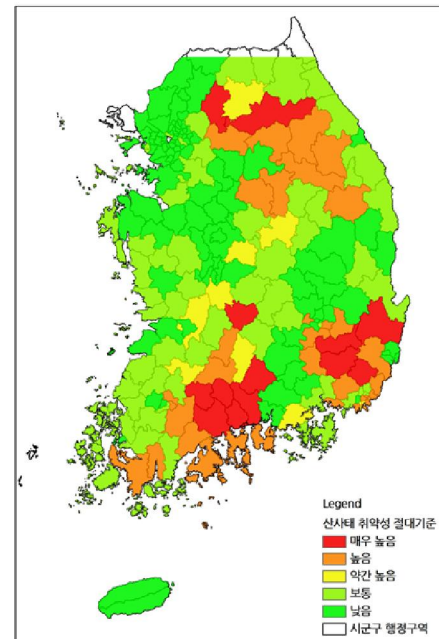 Legend
산사태 취약성 절대기준
매우 높음
높음
약간 높음
보통
낮음
시군구 행정구역